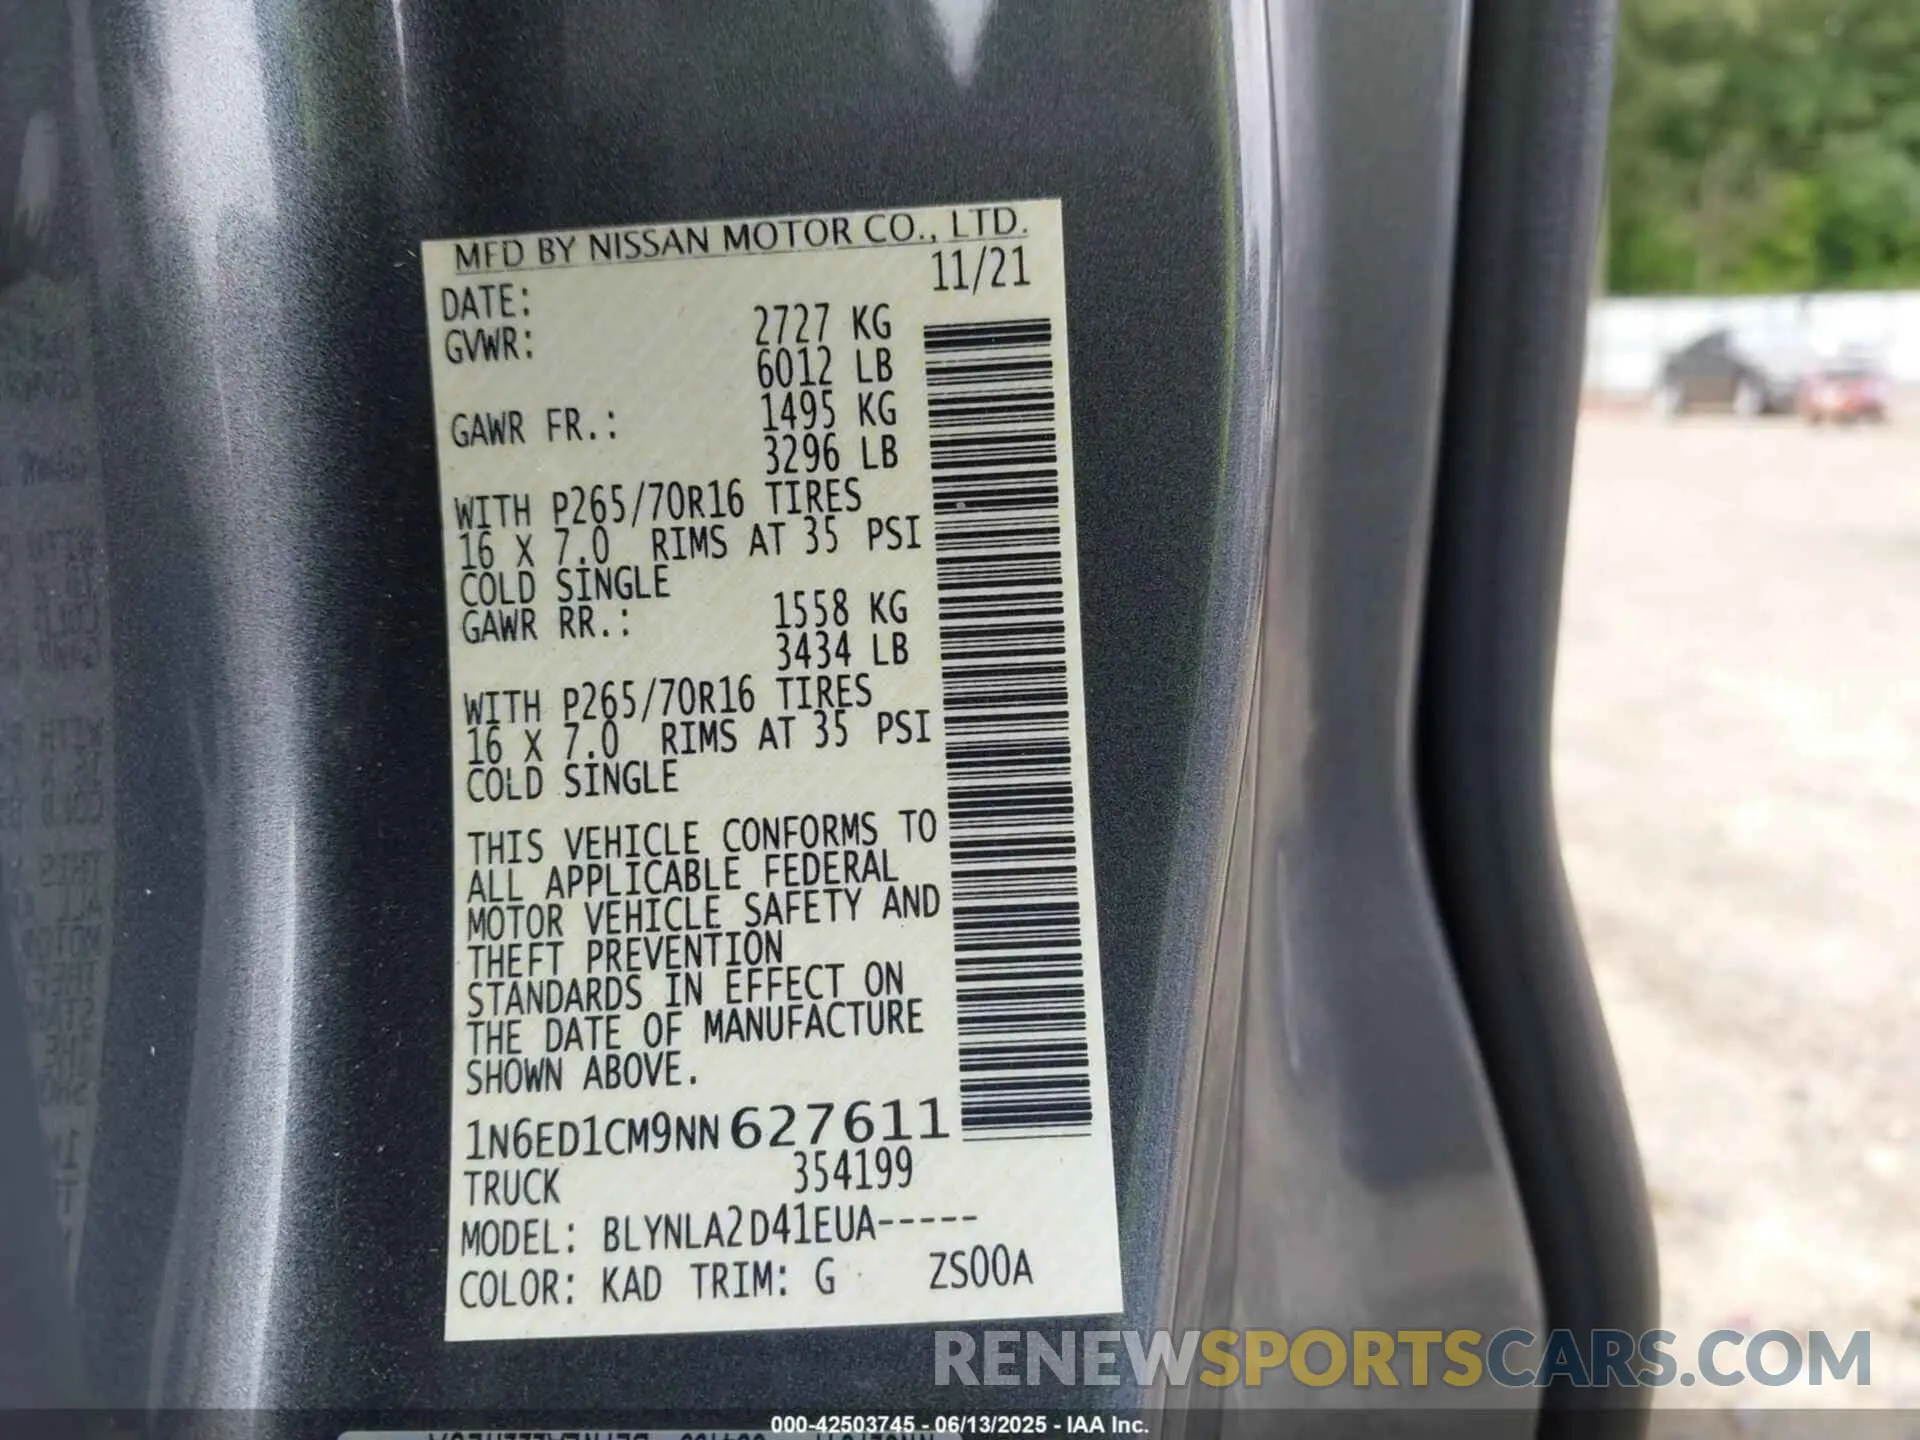 MFD BY NISSAN MOTOR CO., LTD.
DATE: 11/21
GVWR: 2727 KG
6012 LB
GAWR FR.: 1495 KG
3296 LB
WITH P265/70R16 TIRES
16 X 7.0 RIMS AT 35 PSI
COLD SINGLE
GAWR RR.: 1558 KG
3434 LB
WITH P265/70R16 TIRES
16 X 7.0 RIMS AT 35 PSI
COLD SINGLE
THIS VEHICLE CONFORMS TO
ALL APPLICABLE FEDERAL
MOTOR VEHICLE SAFETY AND
THEFT PREVENTION
STANDARDS IN EFFECT ON
THE DATE OF MANUFACTURE
SHOWN ABOVE.
1N6ED1CM9NN627611
TRUCK 354199
MODEL: BLYNLA2D41EUA-----
COLOR: KAD TRIM: G ZS00A
RENEWSPORTSCARS.COM
000-42503745 - 06/13/2025 - IAA Inc.